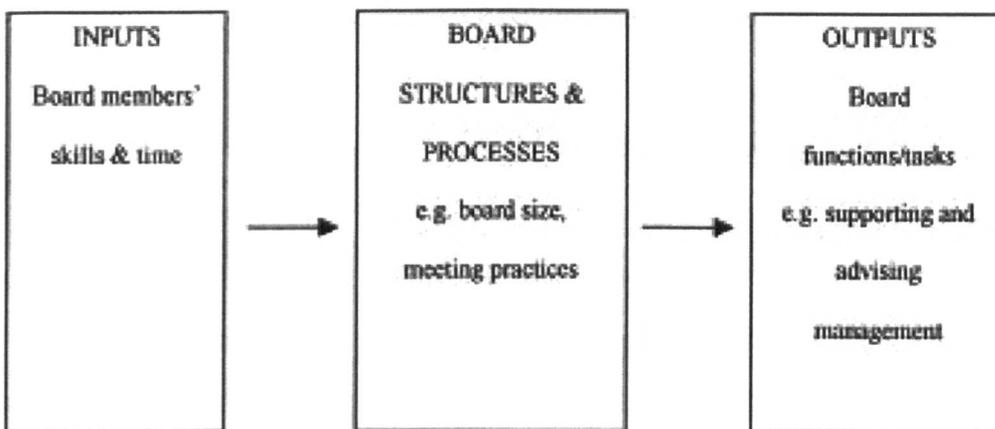 INPUTS
Board members'
skills & time
BOARD
STRUCTURES &
PROCESSES
e.g. board size,
meeting practices
OUTPUTS
Board
functions/tasks
e.g. supporting and
advising
management